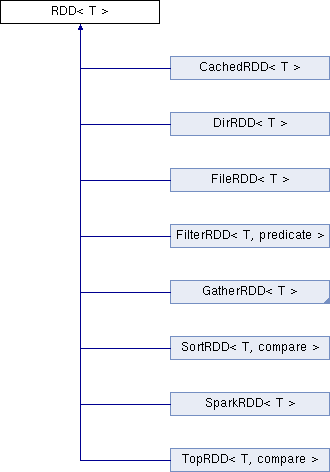 RDD< T >
CachedRDD< T >
DirRDD< T >
FileRDD< T >
FilterRDD< T, predicate >
GatherRDD< T >
SortRDD< T, compare >
SparkRDD< T >
TopRDD< T, compare >